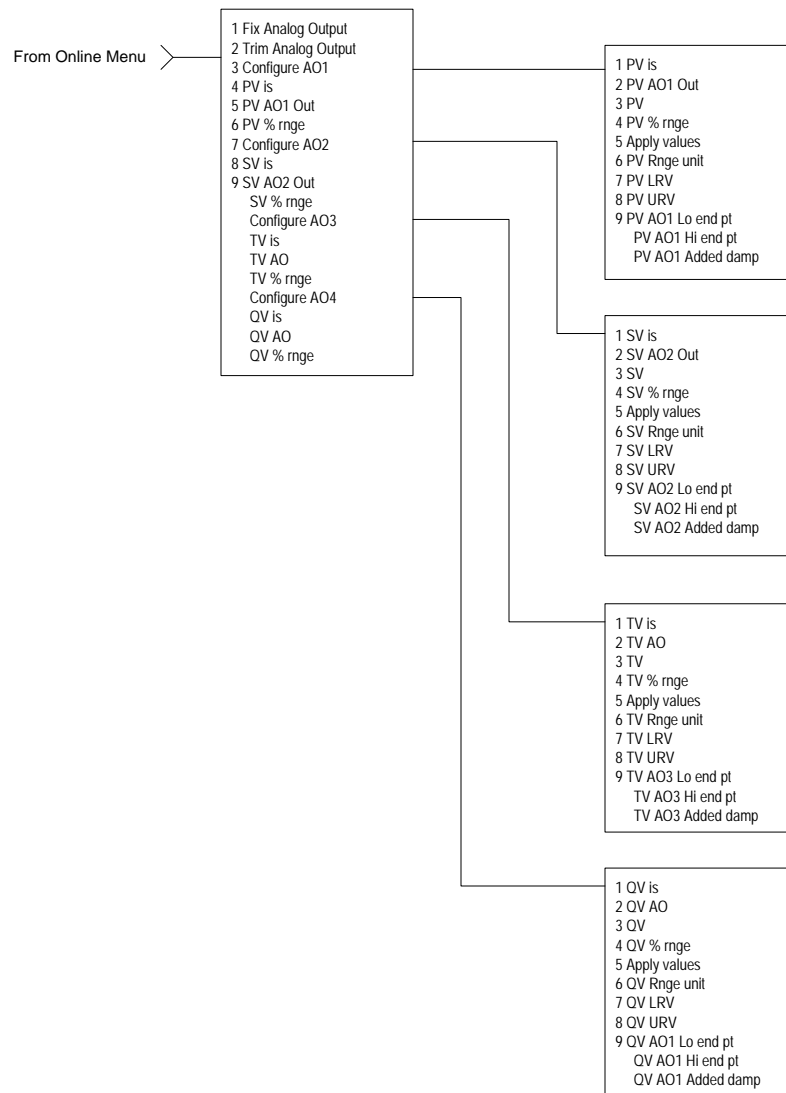 From Online Menu
1 Fix Analog Output
2 Trim Analog Output
3 Configure AO1
4 PV is
5 PV AO1 Out
6 PV % rnge
7 Configure AO2
8 SV is
9 SV AO2 Out
SV % rnge
Configure AO3
TV is
TV AO
TV % rnge
Configure AO4
QV is
QV AO
QV % rnge
1 PV is
2 PV AO1 Out
3 PV
4 PV % rnge
5 Apply values
6 PV Rnge unit
7 PV LRV
8 PV URV
9 PV AO1 Lo end pt
PV AO1 Hi end pt
PV AO1 Added damp
1 SV is
2 SV AO2 Out
3 SV
4 SV % rnge
5 Apply values
6 SV Rnge unit
7 SV LRV
8 SV URV
9 SV AO2 Lo end pt
SV AO2 Hi end pt
SV AO2 Added damp
1 TV is
2 TV AO
3 TV
4 TV % rnge
5 Apply values
6 TV Rnge unit
7 TV LRV
8 TV URV
9 TV AO3 Lo end pt
TV AO3 Hi end pt
TV AO3 Added damp
1 QV is
2 QV AO
3 QV
4 QV % rnge
5 Apply values
6 QV Rnge unit
7 QV LRV
8 QV URV
9 QV AO1 Lo end pt
QV AO1 Hi end pt
QV AO1 Added damp